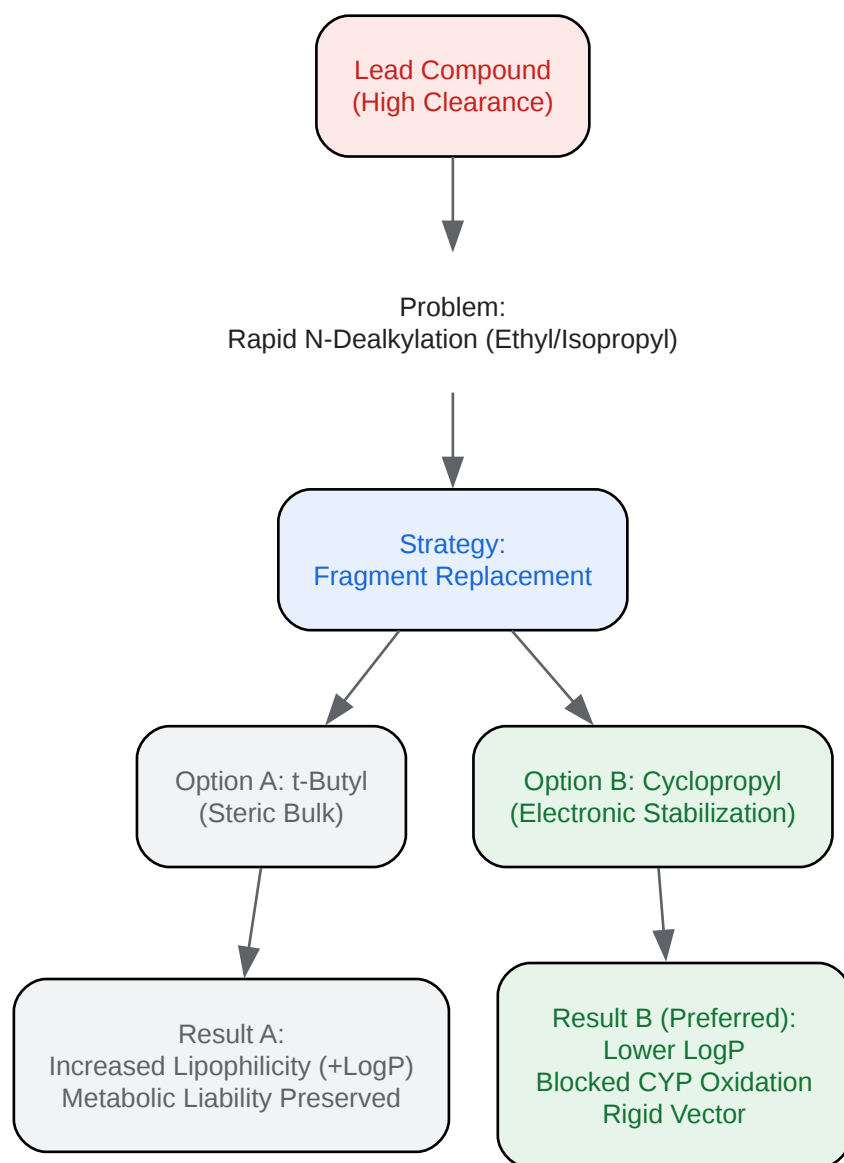 Lead Compound
(High Clearance)
Problem:
Rapid N-Dealkylation (Ethyl/Isopropyl)
Strategy:
Fragment Replacement
Option A: t-Butyl
(Steric Bulk)
Option B: Cyclopropyl
(Electronic Stabilization)
Result A:
Increased Lipophilicity (+LogP)
Metabolic Liability Preserved
Result B (Preferred):
Lower LogP
Blocked CYP Oxidation
Rigid Vector